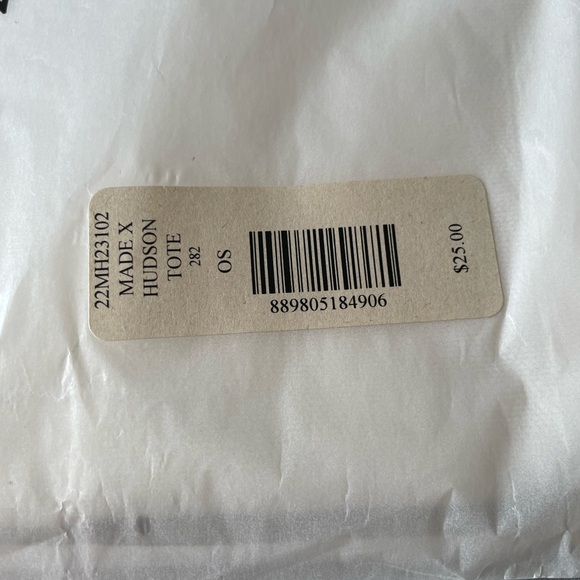 22MH23102
MADE X
HUDSON
TOTE
282
OS
889805184906
$25.00